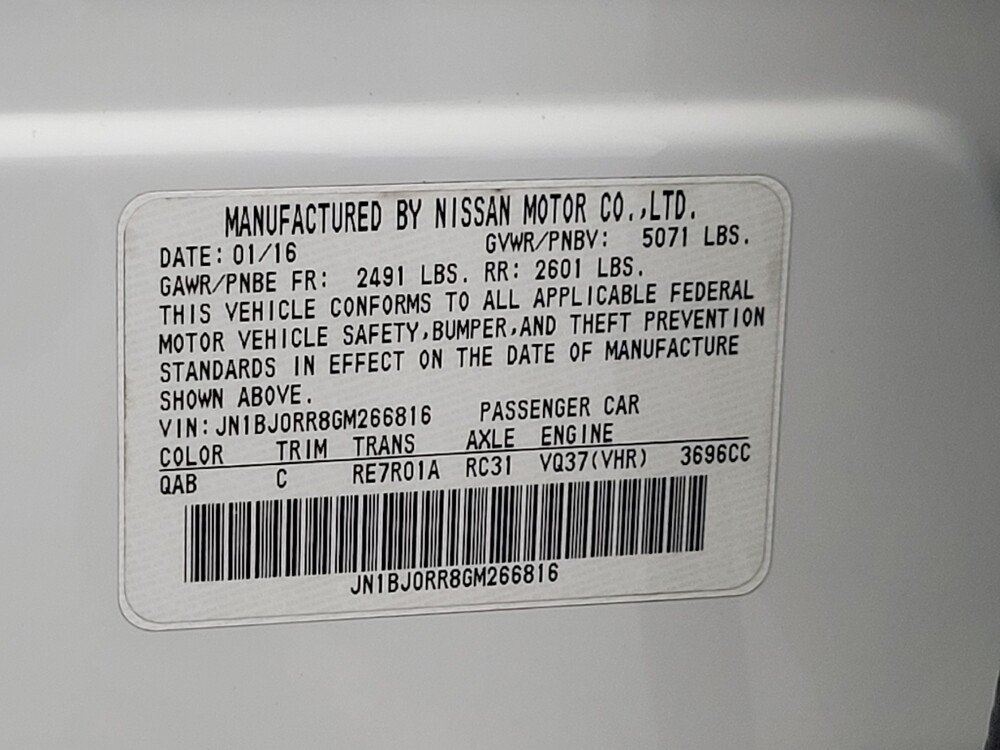 MANUFACTURED BY NISSAN MOTOR CO.,LTD.
DATE: 01/16 GVWR/PNBV: 5071 LBS.
GAWR/PNBE FR: 2491 LBS. RR: 2601 LBS.
THIS VEHICLE CONFORMS TO ALL APPLICABLE FEDERAL
MOTOR VEHICLE SAFETY,BUMPER,AND THEFT PREVENTION
STANDARDS IN EFFECT ON THE DATE OF MANUFACTURE
SHOWN ABOVE.
VIN:JN1BJ0RR8GM266816 PASSENGER CAR
COLOR TRIM TRANS AXLE ENGINE
QAB C RE7R01A RC31 VQ37(VHR) 3696CC
JN1BJ0RR8GM266816